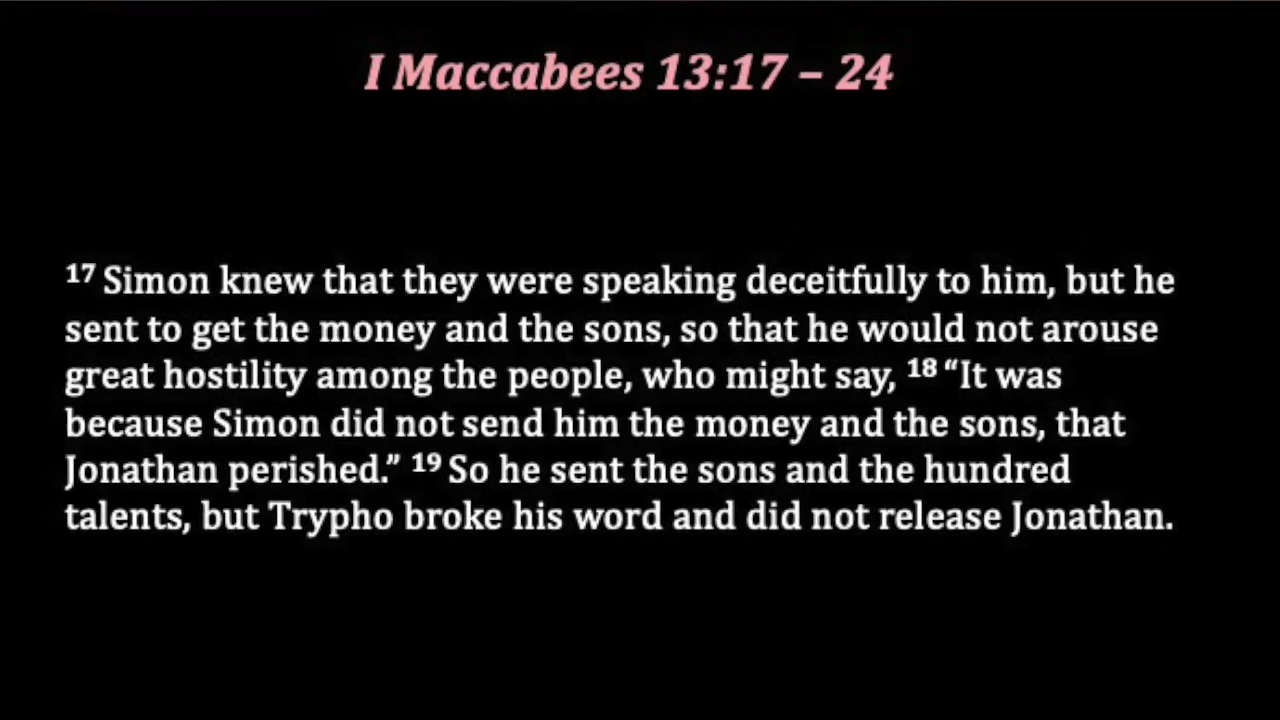 I Maccabees 13:17 – 24
17 Simon knew that they were speaking deceitfully to him, but he
sent to get the money and the sons, so that he would not arouse
great hostility among the people, who might say, 18 “It was
because Simon did not send him the money and the sons, that
Jonathan perished.” 19 So he sent the sons and the hundred
talents, but Trypho broke his word and did not release Jonathan.